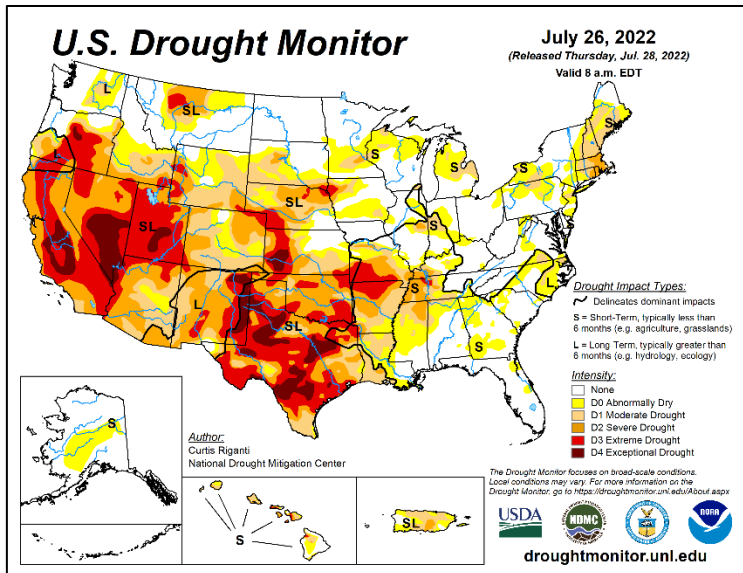 U.S. Drought Monitor
July 26, 2022
(Released Thursday, Jul. 28, 2022)
Valid 8 a.m. EDT
L
SL
S
S
S
S
L
SL
S
SL
S
S
L
L
SL
S
Drought Impact Types:
Delineates dominant impacts
S = Short-Term, typically less than
6 months (e.g. agriculture, grasslands)
L = Long Term, typically greater than
6 months (e.g. hydrology, ecology)
Intensity:
None
D0 Abnormally Dry
D1 Moderate Drought
D2 Severe Drought
D3 Extreme Drought
D4 Exceptional Drought
S
Author:
Curtis Riganti
National Drought Mitigation Center
S
SL
The Drought Monitor focuses on broad-scale conditions.
Local conditions may vary. For more information on the
Drought Monitor, go to https://droughtmonitor.unl.edu/About.aspx
USDA
NDMC
NOAA
droughtmonitor.unl.edu